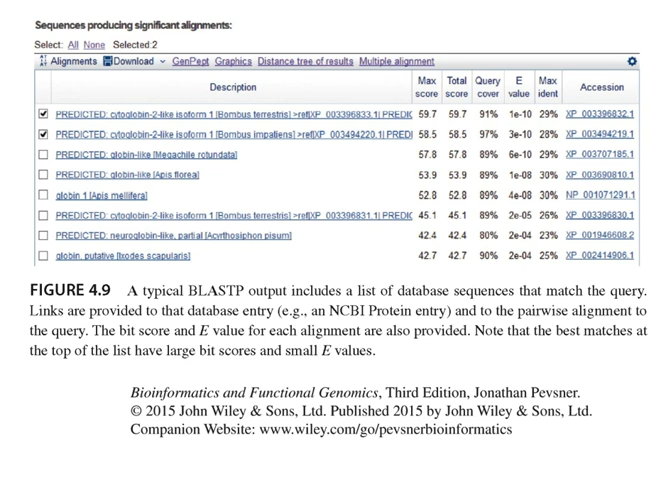 Sequences producing significant alignments:
Select: All None Selected:2
Alignments Download GenPept Graphics Distance tree of results Multiple alignment
Description Max score Total score Query cover E value Max ident Accession
PREDICTED: cytoglobin-2-like isoform 1 [Bombus terrestris] >ref|XP_003396833.1| PREDIC 59.7 59.7 91% 1e-10 29% XP_003396832.1
PREDICTED: cytoglobin-2-like isoform 1 [Bombus impatiens] >ref|XP_003494220.1| PREDI 58.5 58.5 97% 3e-10 28% XP_003494219.1
PREDICTED: globin-like [Megachile rotundata] 57.8 57.8 89% 6e-10 29% XP_003707185.1
PREDICTED: globin-like [Apis florea] 53.9 53.9 89% 1e-08 30% XP_003690810.1
globin 1 [Apis mellifera] 52.8 52.8 89% 4e-08 30% NP_001071291.1
PREDICTED: cytoglobin-2-like isoform 1 [Bombus terrestris] >ref|XP_003396831.1| PREDIC 45.1 45.1 89% 2e-05 26% XP_003396830.1
PREDICTED: neuroglobin-like, partial [Acyrthosiphon pisum] 42.4 42.4 80% 2e-04 23% XP_001946608.2
globin, putative [Ixodes scapularis] 42.7 42.7 90% 2e-04 25% XP_002414906.1
FIGURE 4.9 A typical BLASTP output includes a list of database sequences that match the query.
Links are provided to that database entry (e.g., an NCBI Protein entry) and to the pairwise alignment to
the query. The bit score and E value for each alignment are also provided. Note that the best matches at
the top of the list have large bit scores and small E values.
Bioinformatics and Functional Genomics, Third Edition, Jonathan Pevsner.
© 2015 John Wiley & Sons, Ltd. Published 2015 by John Wiley & Sons, Ltd.
Companion Website: www.wiley.com/go/pevsnerbioinformatics